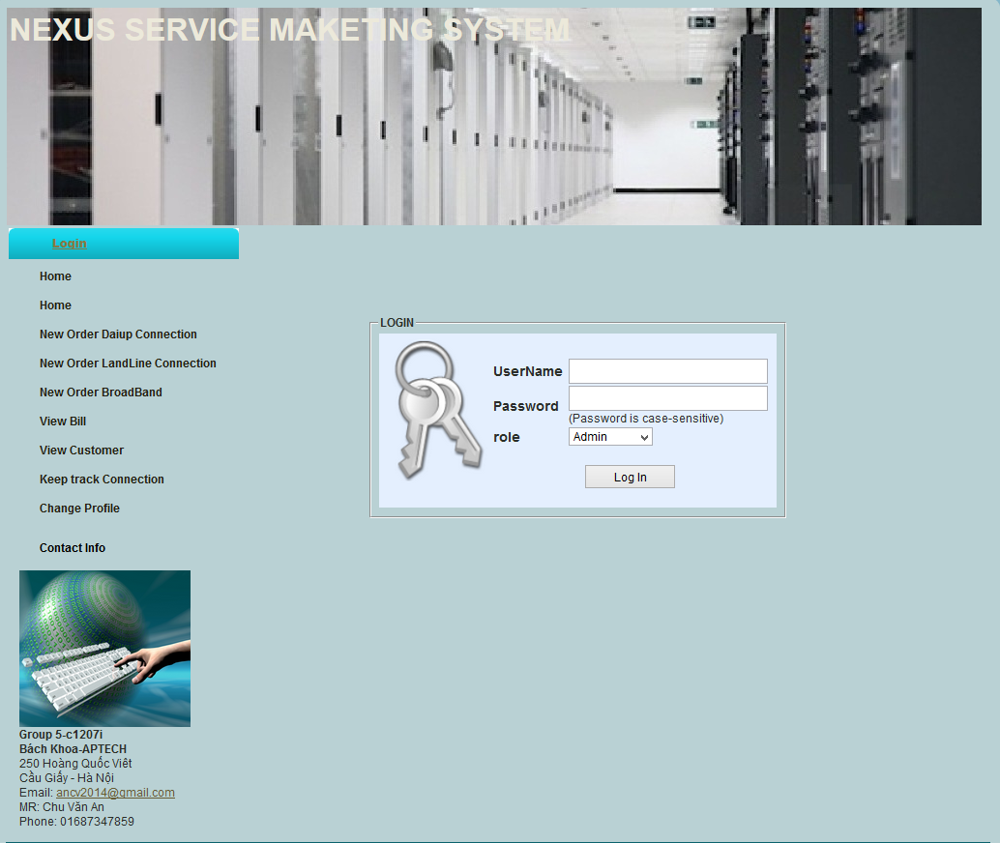 NEXUS SERVICE MAKETING SYSTEM
Login
Home
Home
New Order Daiup Connection
New Order LandLine Connection
New Order BroadBand
View Bill
View Customer
Keep track Connection
Change Profile
Contact Info
Group 5-c1207i
Bách Khoa-APTECH
250 Hoàng Quốc Việt
Cầu Giấy - Hà Nội
Email: ancv2014@gmail.com
MR: Chu Văn An
Phone: 01687347859
LOGIN
UserName
Password
(Password is case-sensitive)
role
Admin
Log In